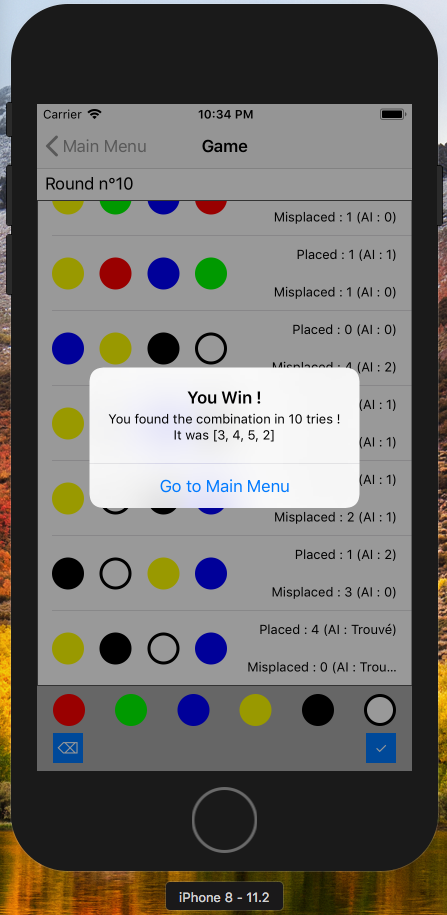 Carrier 10:34 PM
Main Menu Game
Round n°10
Misplaced : 1 (AI : 0)
Placed : 1 (AI : 1)
Misplaced : 1 (AI : 0)
Placed : 0 (AI : 0)
Misplaced : 4 (AI : 2)
You Win !
You found the combination in 10 tries !
It was [3, 4, 5, 2]
Go to Main Menu
(AI : 1)
(AI : 1)
(AI : 1)
Misplaced : 2 (AI : 1)
Placed : 1 (AI : 2)
Misplaced : 3 (AI : 0)
Placed : 4 (AI : Trouvé)
Misplaced : 0 (AI : Trou...
iPhone 8 - 11.2